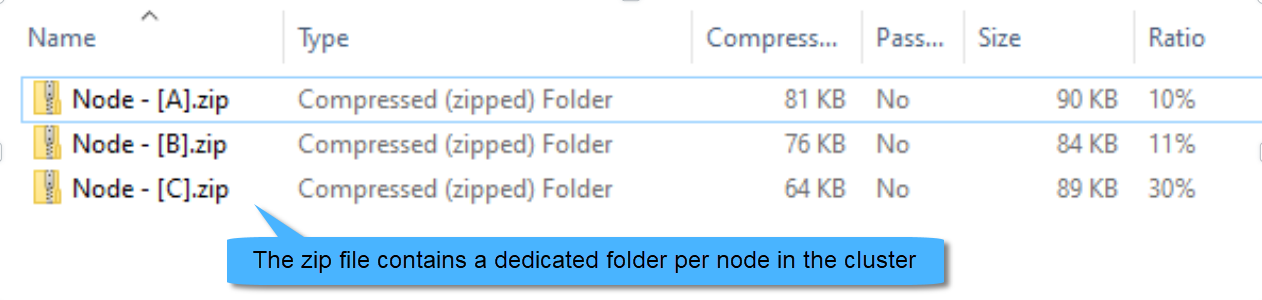 Name Type Compress... Pass... Size Ratio
Node - [A].zip Compressed (zipped) Folder 81 KB No 90 KB 10%
Node - [B].zip Compressed (zipped) Folder 76 KB No 84 KB 11%
Node - [C].zip Compressed (zipped) Folder 64 KB No 89 KB 30%
The zip file contains a dedicated folder per node in the cluster